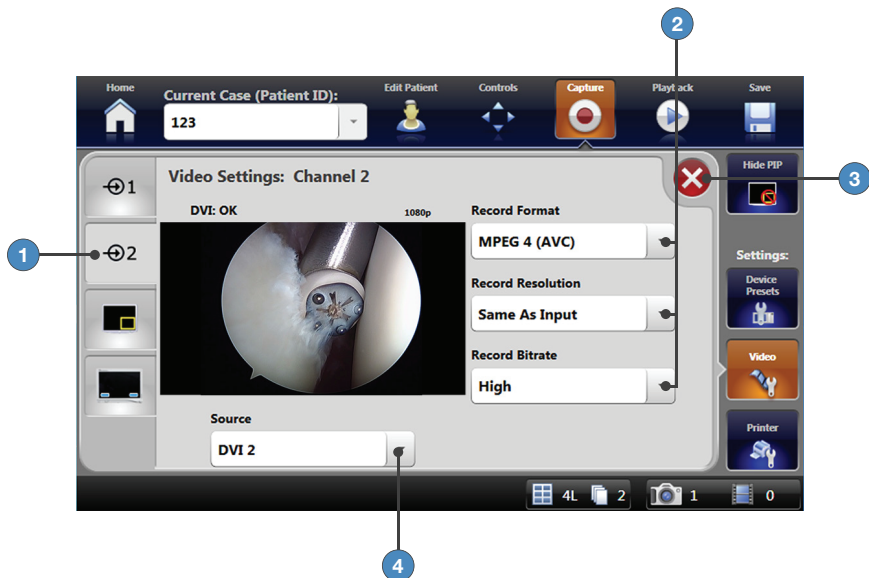 2
Home
Current Case (Patient ID):
Edit Patient
Controls
Capture
Playback
Save
123
1
Video Settings: Channel 2
Hide PIP
3
DVI: OK
1080p
Record Format
1
2
MPEG 4 (AVC)
Settings:
Record Resolution
Device
Presets
Same As Input
Record Bitrate
Video
High
Source
Printer
DVI 2
4L
2
1
0
4